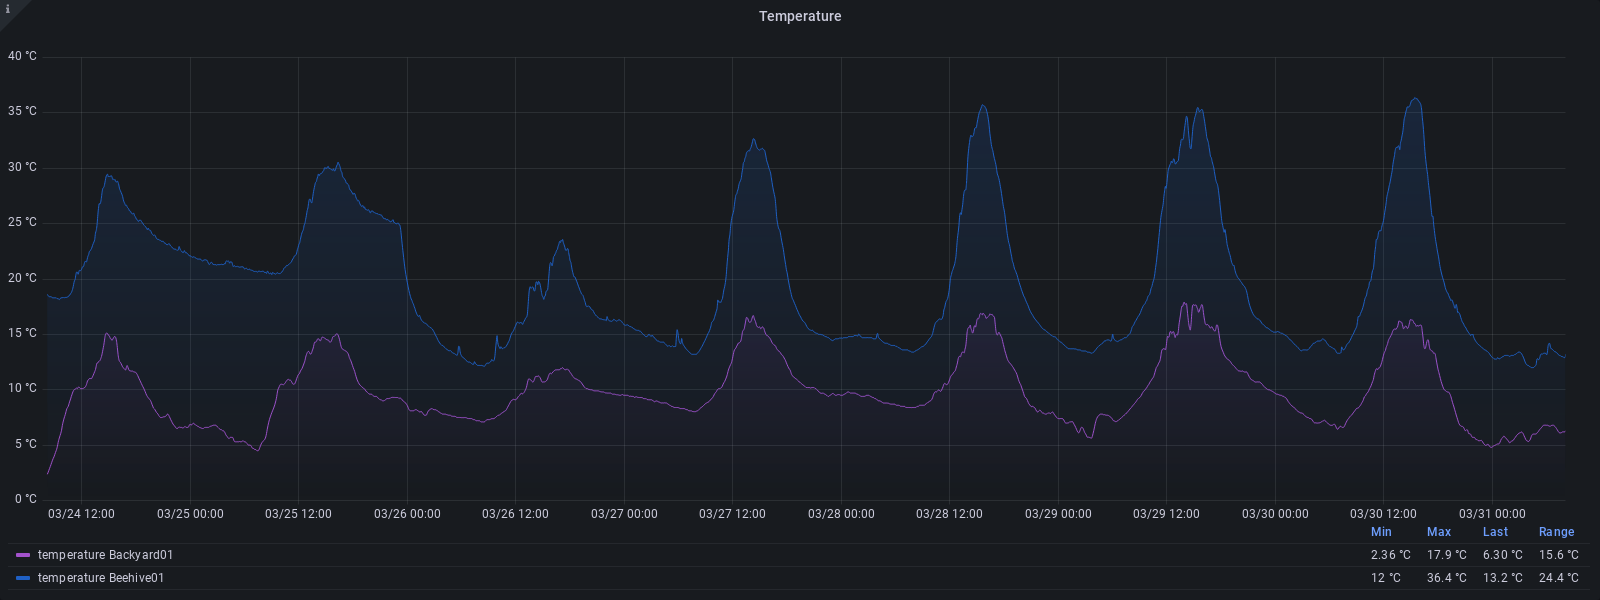 i
Temperature
40 °C
35 °C
30 °C
25 °C
20 °C
15 °C
10 °C
5 °C
0 °C
03/24 12:00 03/25 00:00 03/25 12:00 03/26 00:00 03/26 12:00 03/27 00:00 03/27 12:00 03/28 00:00 03/28 12:00 03/29 00:00 03/29 12:00 03/30 00:00 03/30 12:00 03/31 00:00
Min Max Last Range
temperature Backyard01 2.36 °C 17.9 °C 6.30 °C 15.6 °C
temperature Beehive01 12 °C 36.4 °C 13.2 °C 24.4 °C